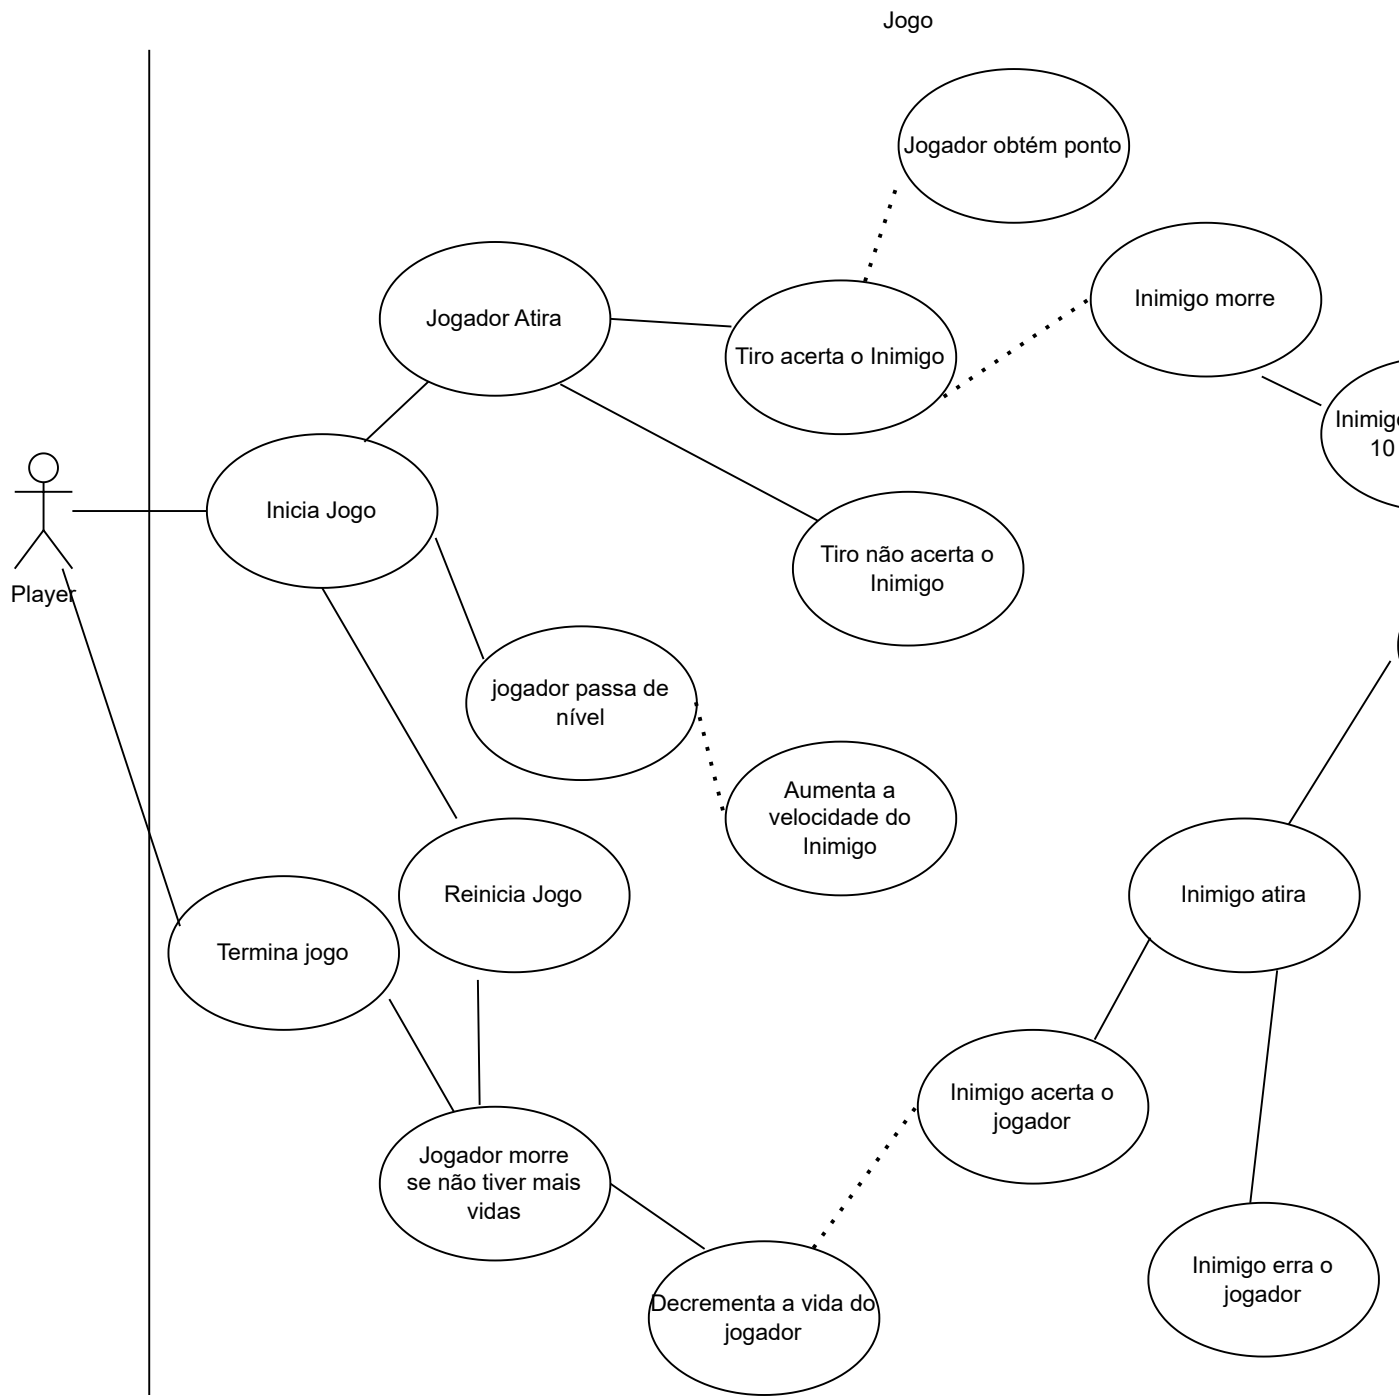 Jogo
Jogador obtém ponto
Inimigo morre
Jogador Atira
Tiro acerta o Inimigo
10
Inicia Jogo
Tiro não acerta o
Inimigo
Player
jogador passa de
nível
Aumenta a
velocidade do
Inimigo
Reinicia Jogo
Inimigo atira
Termina jogo
Inimigo acerta o
jogador
Jogador morre
se não tiver mais
vidas
Inimigo erra o
jogador
Decrementa a vida do
jogador